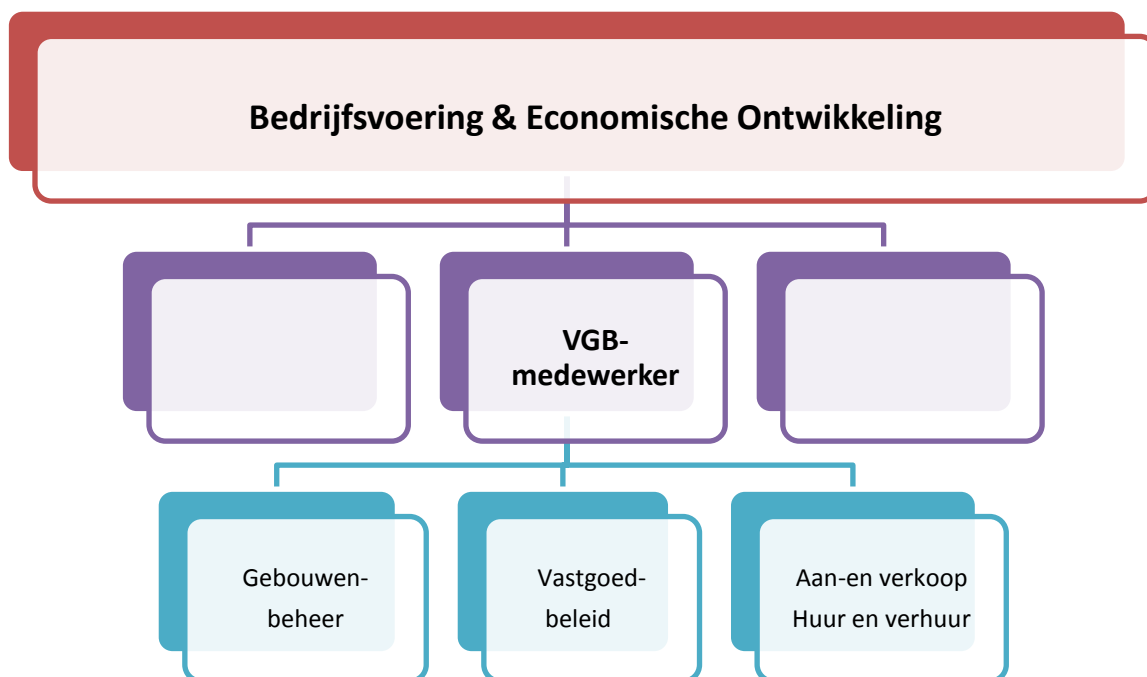 Bedrijfsvoering & Economische Ontwikkeling
VGB-
medewerker
Gebouwen-
beheer
Vastgoed-
beleid
Aan-en verkoop
Huur en verhuur